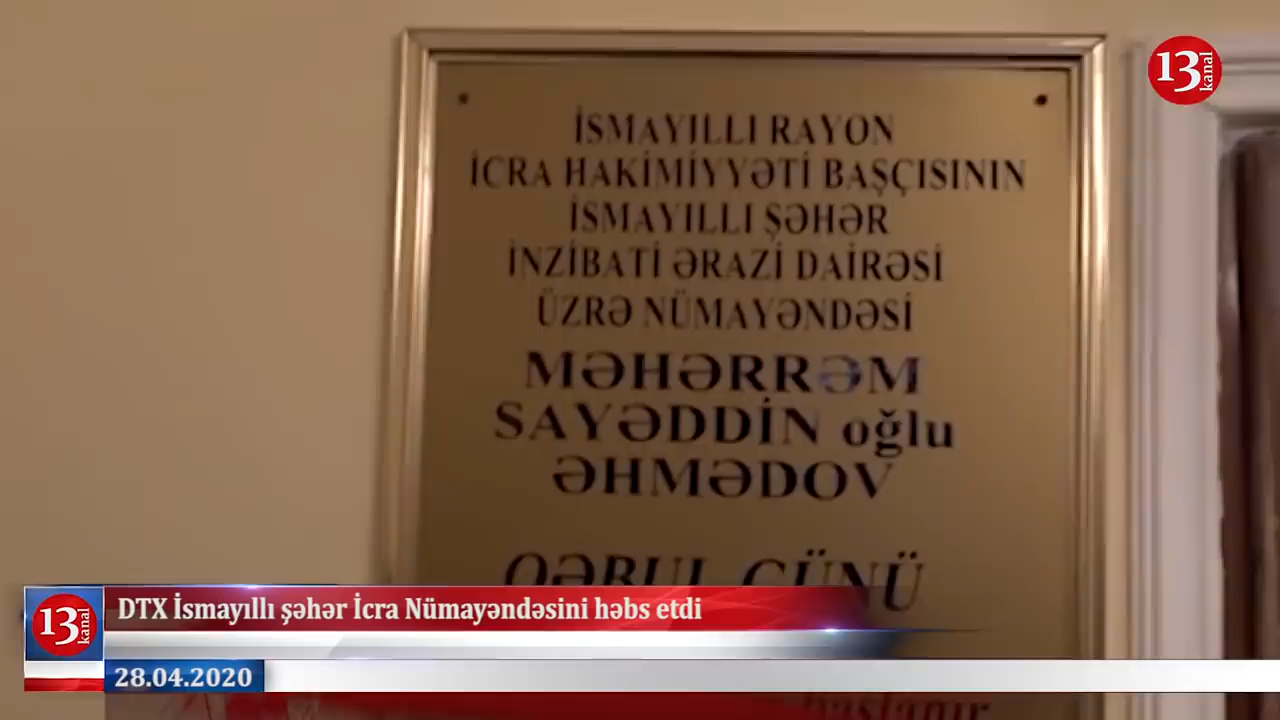 13 kanal
İSMAYILLI RAYON
İCRA HAKİMİYYƏTİ BAŞÇISININ
İSMAYILLI ŞƏHƏR
İNZİBATİ ƏRAZİ DAİRƏSİ
ÜZRƏ NÜMAYƏNDƏSİ
MƏHƏRRƏM
SAYƏDDİN oğlu
ƏHMƏDOV
QƏBUL GÜNÜ
13 kanal
DTX İsmayıllı şəhər İcra Nümayəndəsini həbs etdi
28.04.2020
başlanır